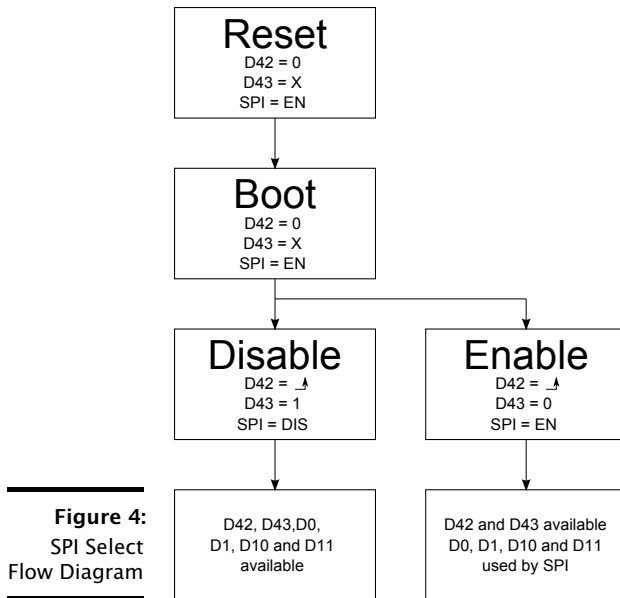 Reset
D42 = 0
D43 = X
SPI = EN
Boot
D42 = 0
D43 = X
SPI = EN
Disable
D42 =
D43 = 1
SPI = DIS
Enable
D42 =
D43 = 0
SPI = EN
D42, D43,D0,
D1, D10 and D11
available
D42 and D43 available
D0, D1, D10 and D11
used by SPI
Figure 4:
SPI Select
Flow Diagram